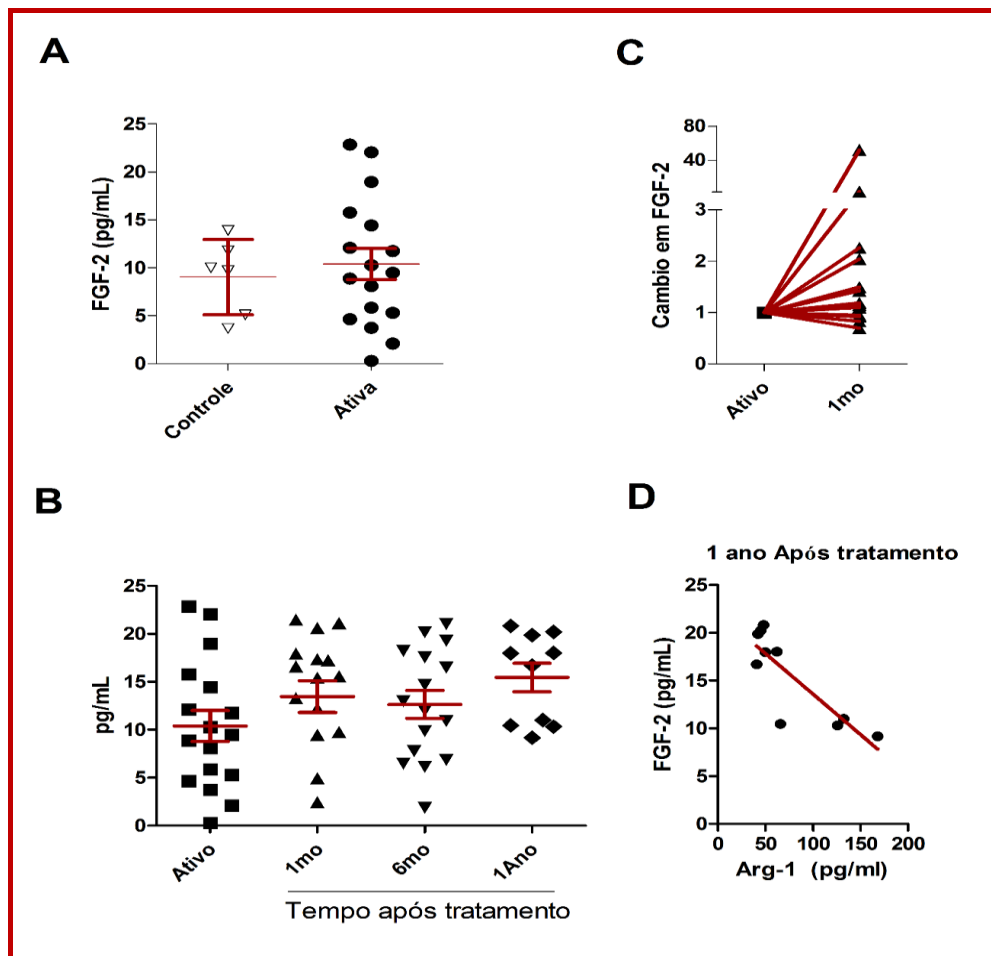 A
FGF-2 (pg/mL)
25
20
15
10
5
0
Controle
Ativa
C
Cambio em FGF-2
80
40
3
2
1
0
Ativo
1mo
B
pg/mL
25
20
15
10
5
0
Ativo
1mo
6mo
1Ano
Tempo após tratamento
D
1 ano Após tratamento
FGF-2 (pg/mL)
25
20
15
10
5
0
0 50 100 150 200
Arg-1 (pg/ml)